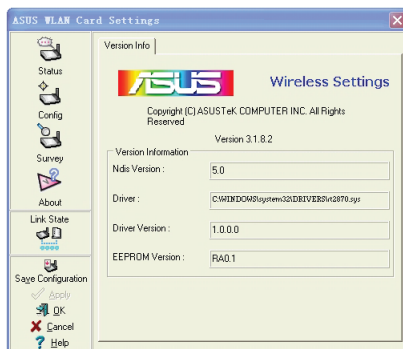 ASUS WLAN Card Settings
Status
Config
Survey
About
Link State
Save Configuration
Apply
OK
Cancel
Help
Version Info
ASUS
Wireless Settings
Copyright (C) ASUSTeK COMPUTER INC. All Rights
Reserved
Version 3.1.8.2
Version Information
Ndis Version : 5.0
Driver : C:\WINDOWS\system32\DRIVERS\rt2870.sys
Driver Version : 1.0.0.0
EEPROM Version : RA0.1